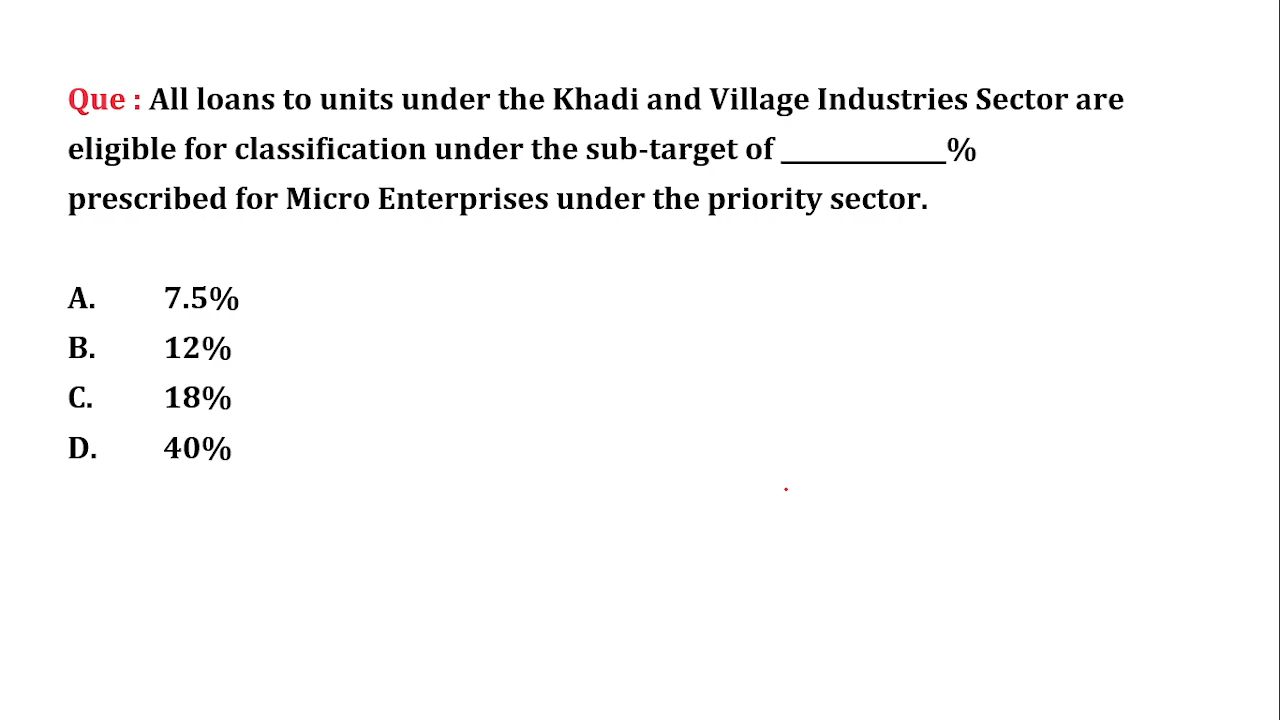 Que : All loans to units under the Khadi and Village Industries Sector are
eligible for classification under the sub-target of ____________%
prescribed for Micro Enterprises under the priority sector.
A. 7.5%
B. 12%
C. 18%
D. 40%